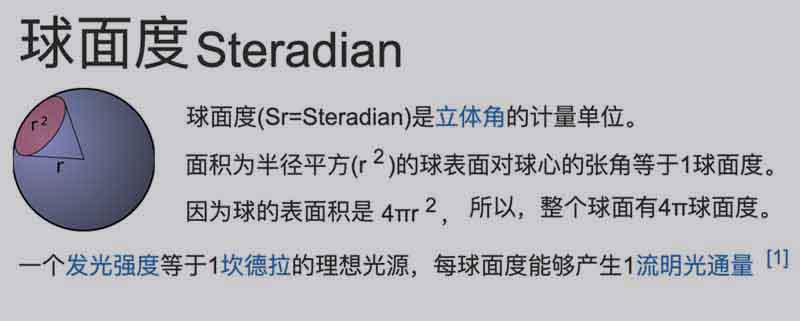 球面度Steradian
r²
r
球面度(Sr=Steradian)是立体角的计量单位。
面积为半径平方(r ²)的球表面对球心的张角等于1球面度。
因为球的表面积是 4πr ², 所以，整个球面有4π球面度。
一个发光强度等于1坎德拉的理想光源，每球面度能够产生1流明光通量 [1]